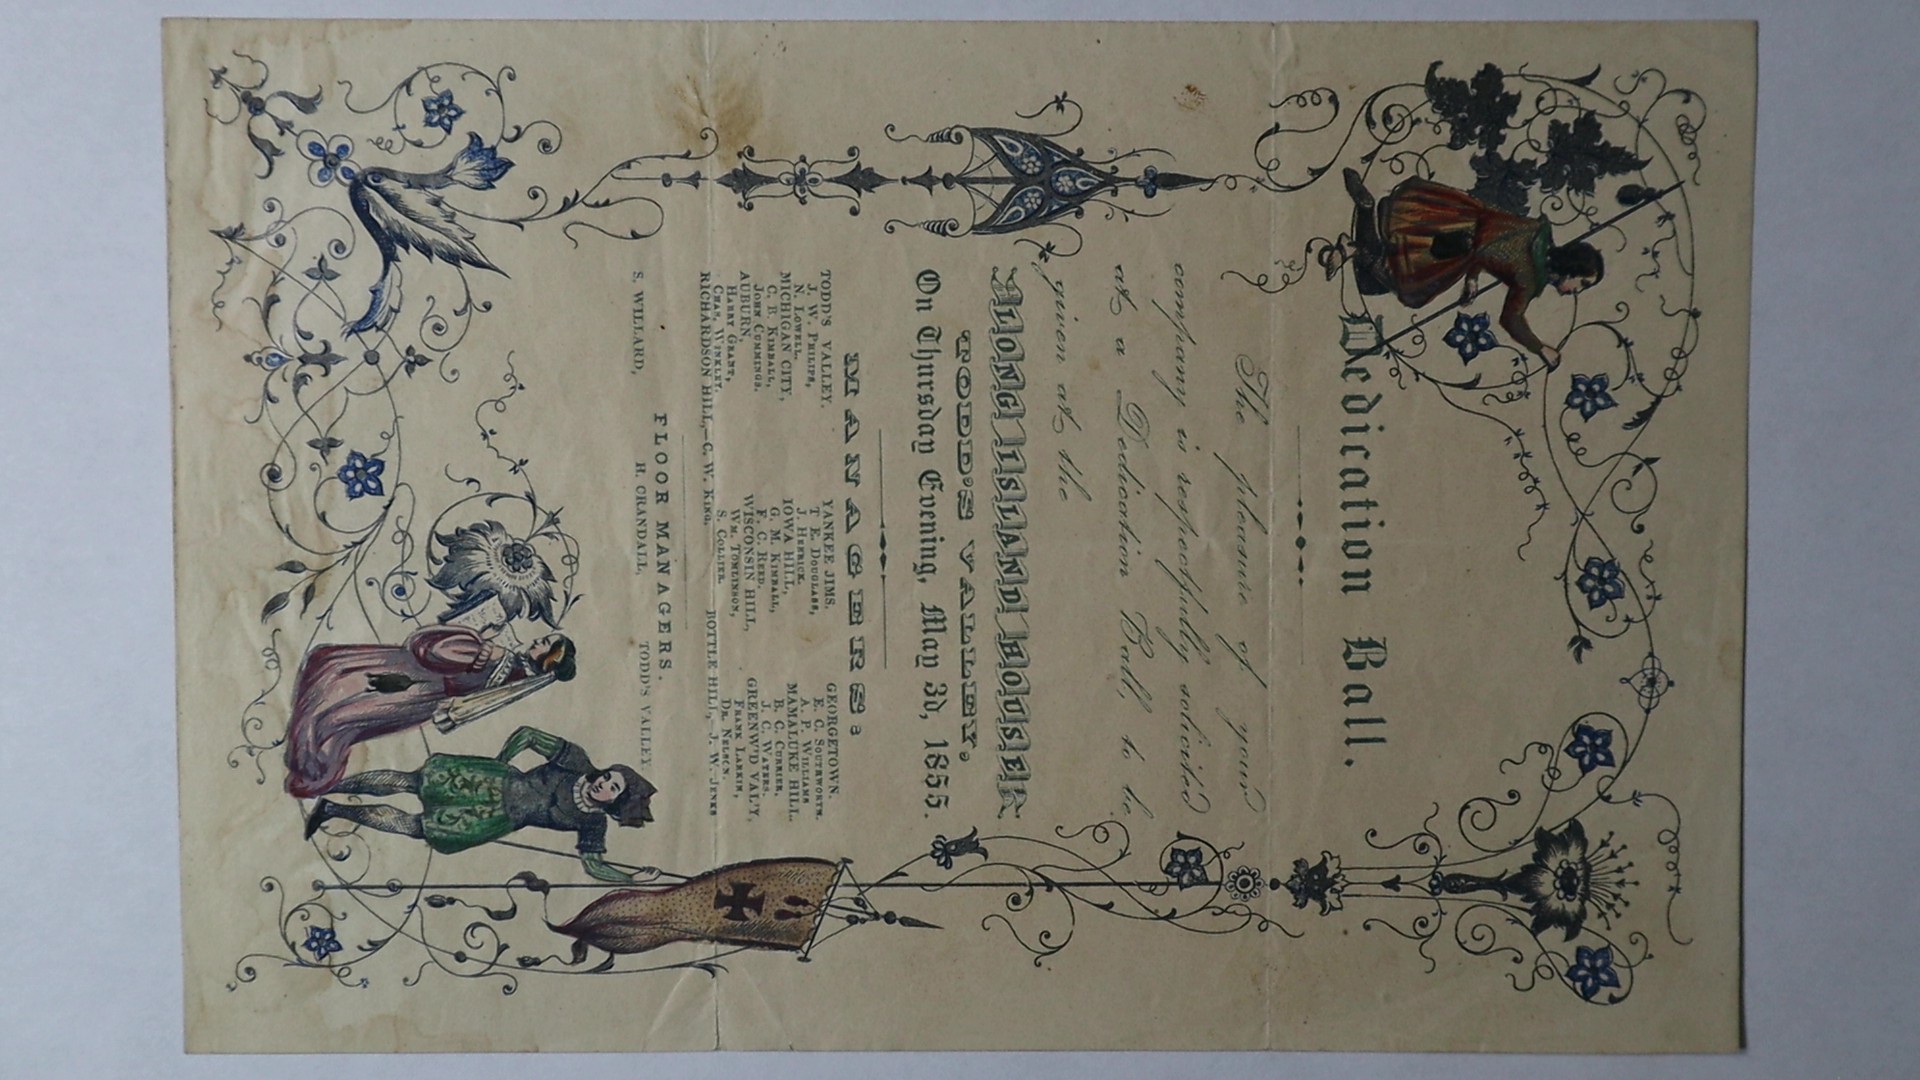 Dedication Ball.
The pleasure of your
company is respectfully solicited
at a Dedication Ball, to be
given at the
LONG ISLAND HOUSE
TODD'S VALLEY,
On Thursday Evening, May 3d, 1855.
MANAGERS:
TODD'S VALLEY.
J. W. PHILIPS,
N. LOWELL,
MICHIGAN CITY,
C. B. KIMBALL,
JOHN CUMMINGS.
AUBURN,
HARRY GRANT,
CHAS. WINKLEY.
YANKEE JIMS.
T. E. DOUGLASS,
J. HERRICK.
IOWA HILL,
G. M. KIMBALL,
F. C. REED.
WISCONSIN HILL,
WM. TOMLINSON,
S. COLLIER.
GEORGETOWN.
E. C. SOUTHWORTH.
A. P. WILLIAMS
MAMALUKE HILL.
B. C. CURRIER,
J. C. WATERS.
GREENW'D VAL'Y,
FRANK LARKIN,
DR. NELSON.
RICHARDSON HILL,—C. W. KING. BOTTLE HILL, J. W. JENKS
FLOOR MANAGERS.
S. WILLIARD, H. CRANDALL, TODD'S VALLEY